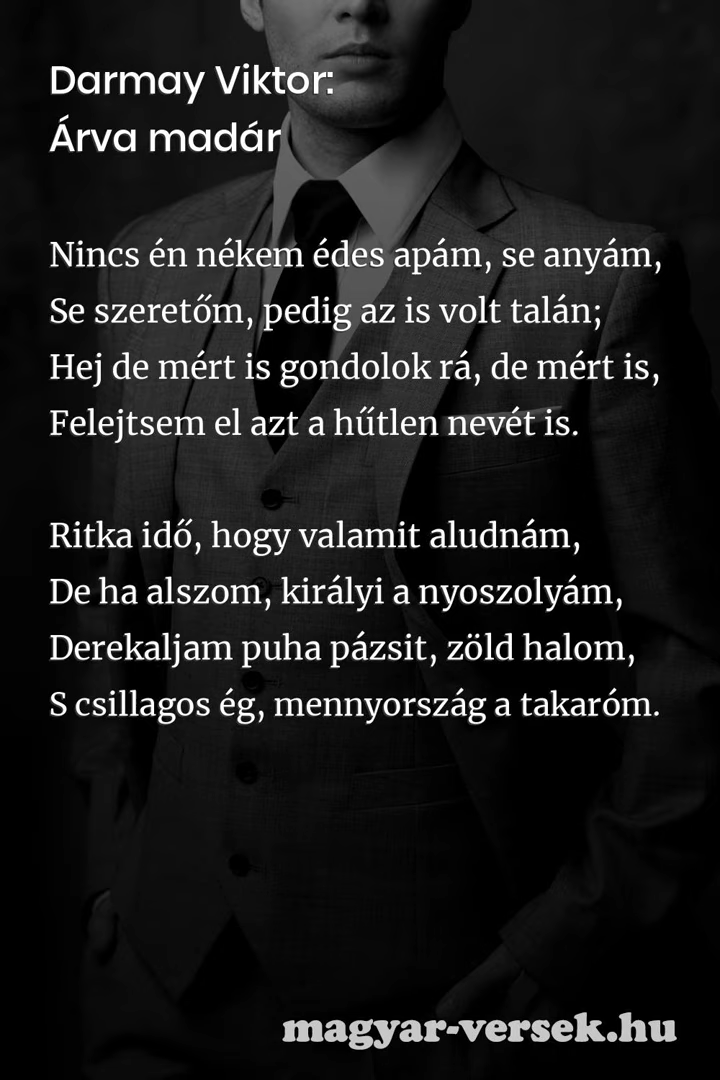 Darmay Viktor:
Árva madár
Nincs én nékem édes apám, se anyám,
Se szeretőm, pedig az is volt talán;
Hej de mért is gondolok rá, de mért is,
Felejtsem el azt a hűtlen nevét is.
Ritka idő, hogy valamit aludnám,
De ha alszom, királyi a nyoszolyám,
Derekaljam puha pázsit, zöld halom,
S csillagos ég, mennyország a takaróm.
magyar-versek.hu